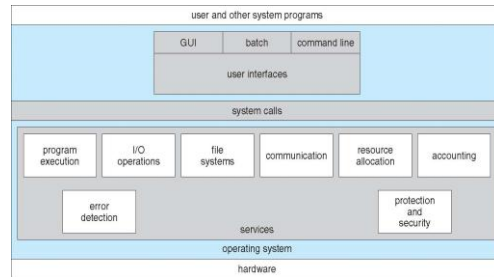 user and other system programs
GUI batch command line
user interfaces
system calls
program execution
I/O operations
file systems
communication
resource allocation
accounting
error detection
protection and security
services
operating system
hardware